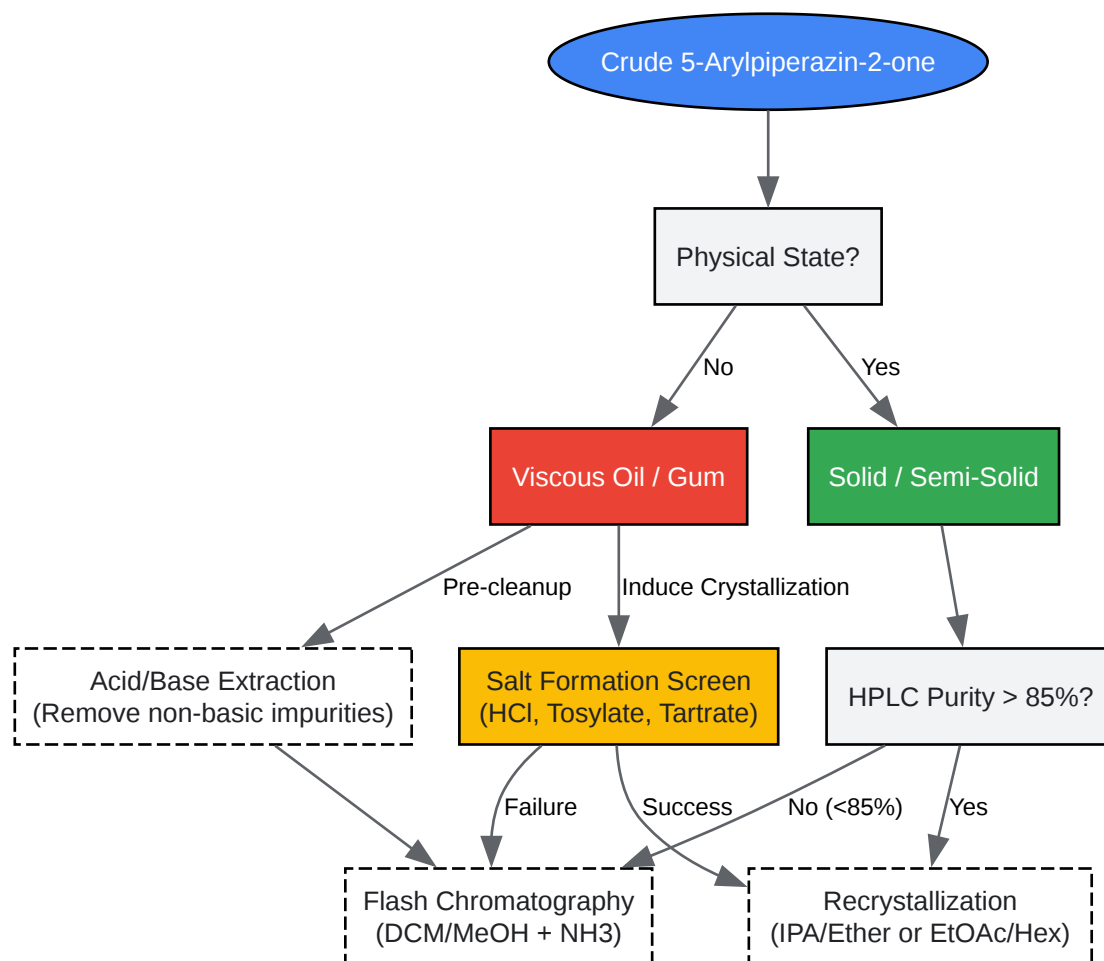 Crude 5-Arylpiperazin-2-one
Physical State?
No
Yes
Viscous Oil / Gum
Solid / Semi-Solid
Pre-cleanup
Induce Crystallization
Acid/Base Extraction
(Remove non-basic impurities)
Salt Formation Screen
(HCl, Tosylate, Tartrate)
HPLC Purity > 85%?
Failure
Success
No (<85%)
Yes
Flash Chromatography
(DCM/MeOH + NH3)
Recrystallization
(IPA/Ether or EtOAc/Hex)